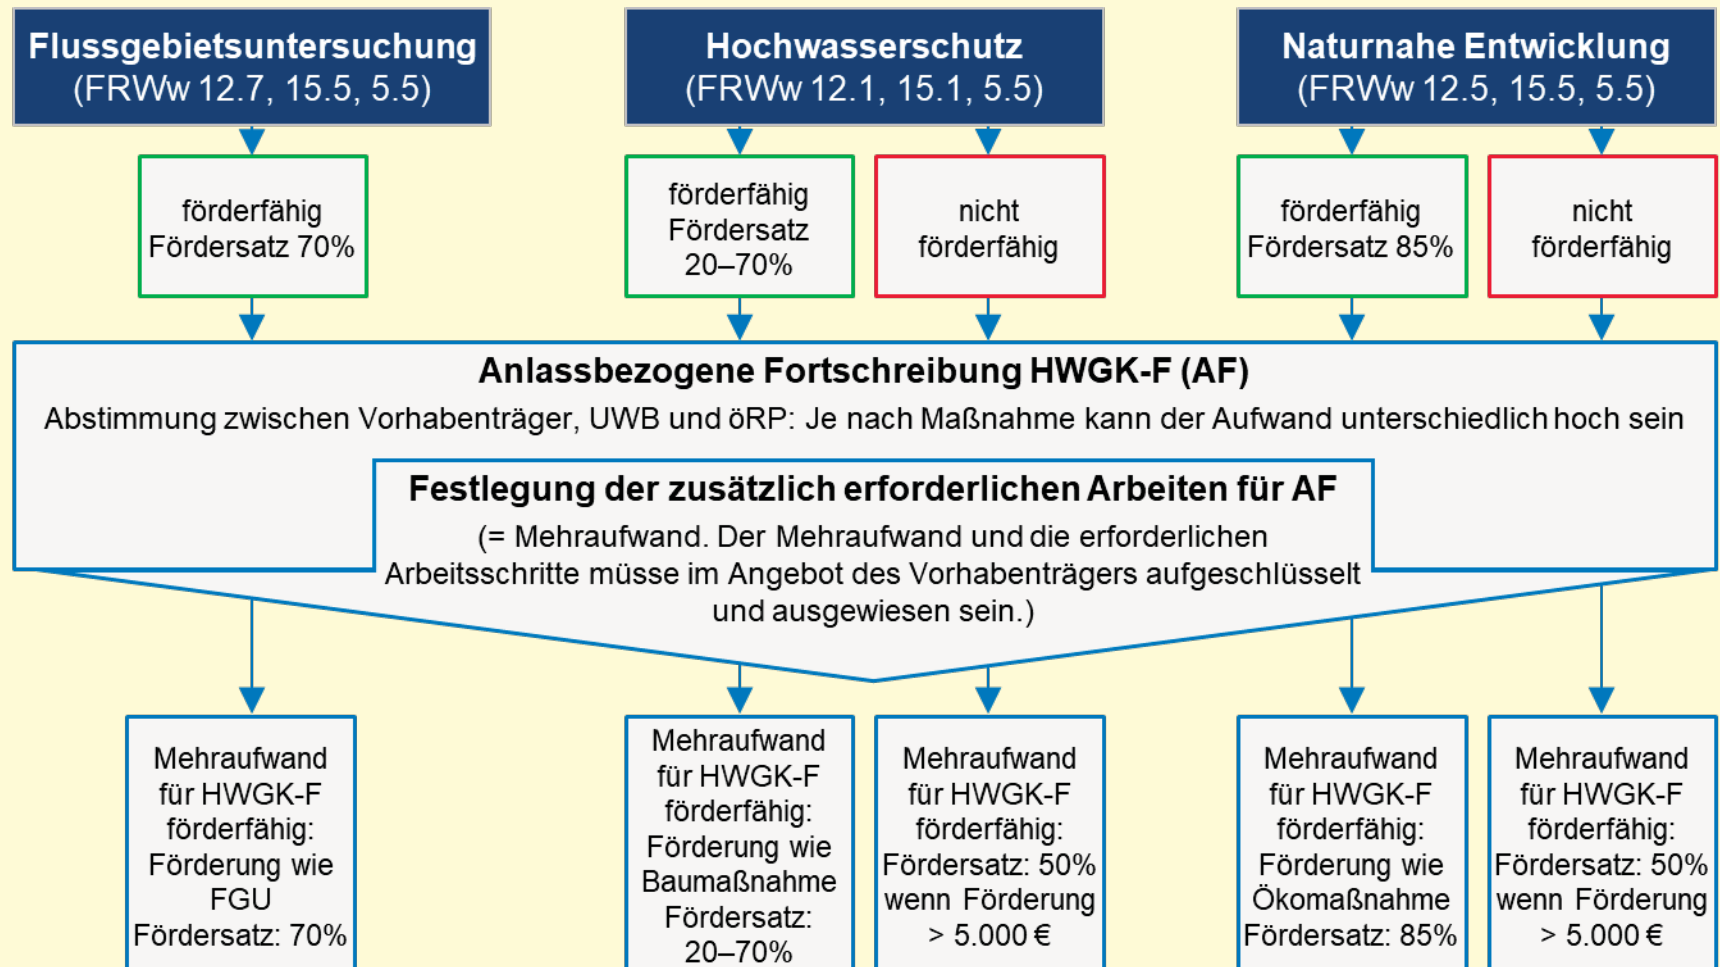 Flussgebietsuntersuchung
(FRWw 12.7, 15.5, 5.5)
Hochwasserschutz
(FRWw 12.1, 15.1, 5.5)
Naturnahe Entwicklung
(FRWw 12.5, 15.5, 5.5)
förderfähig
Fördersatz 70%
förderfähig
Fördersatz
20–70%
nicht
förderfähig
förderfähig
Fördersatz 85%
nicht
förderfähig
Anlassbezogene Fortschreibung HWGK-F (AF)
Abstimmung zwischen Vorhabenträger, UWB und öRP: Je nach Maßnahme kann der Aufwand unterschiedlich hoch sein
Festlegung der zusätzlich erforderlichen Arbeiten für AF
(= Mehraufwand. Der Mehraufwand und die erforderlichen
Arbeitsschritte müsse im Angebot des Vorhabenträgers aufgeschlüsselt
und ausgewiesen sein.)
Mehraufwand
für HWGK-F
förderfähig:
Förderung wie
FGU
Fördersatz: 70%
Mehraufwand
für HWGK-F
förderfähig:
Förderung wie
Baumaßnahme
Fördersatz:
20–70%
Mehraufwand
für HWGK-F
förderfähig:
Fördersatz: 50%
wenn Förderung
> 5.000 €
Mehraufwand
für HWGK-F
förderfähig:
Förderung wie
Ökomaßnahme
Fördersatz: 85%
Mehraufwand
für HWGK-F
förderfähig:
Fördersatz: 50%
wenn Förderung
> 5.000 €